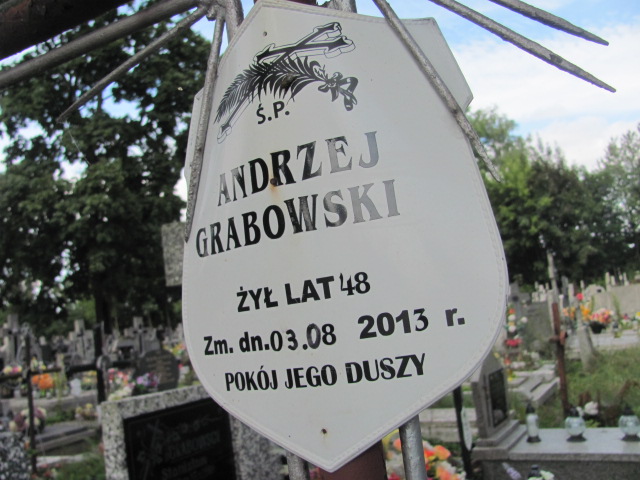 Ś.P.
ANDRZEJ
GRABOWSKI
ŻYŁ LAT 48
Zm. dn. 03.08 2013 r.
POKÓJ JEGO DUSZY